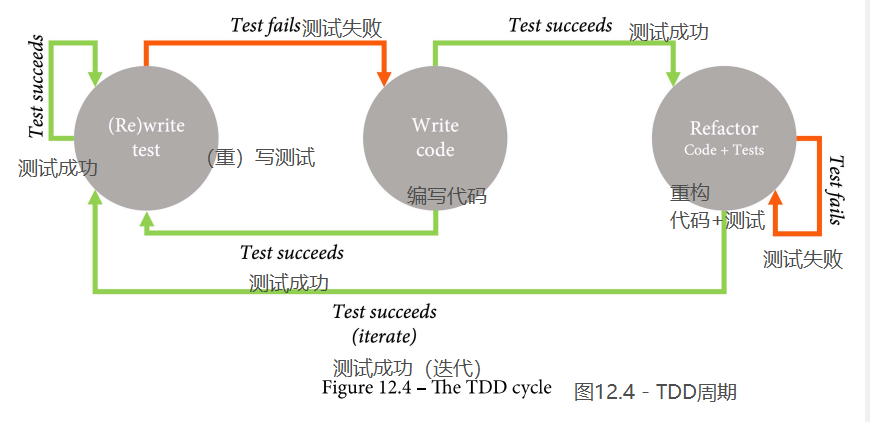 Test fails
测试失败
Test succeeds
测试成功
Test succeeds
测试成功
(Re)write
test
（重）写测试
Write
code
编写代码
Refactor
Code + Tests
重构
代码+测试
Test fails
测试失败
Test succeeds
测试成功
Test succeeds
(iterate)
测试成功（迭代）
Figure 12.4 – The TDD cycle
图12.4 - TDD周期